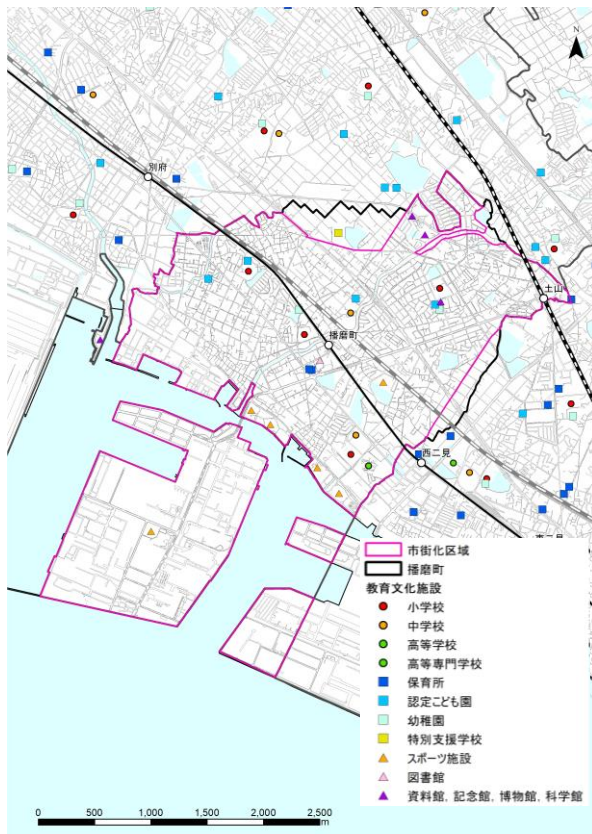 N
別府
土山
播磨町
西二見
市街化区域
播磨町
教育文化施設
小学校
中学校
高等学校
高等専門学校
保育所
認定こども園
幼稚園
特別支援学校
スポーツ施設
図書館
資料館, 記念館, 博物館, 科学館
0 500 1,000 1,500 2,000 2,500
m